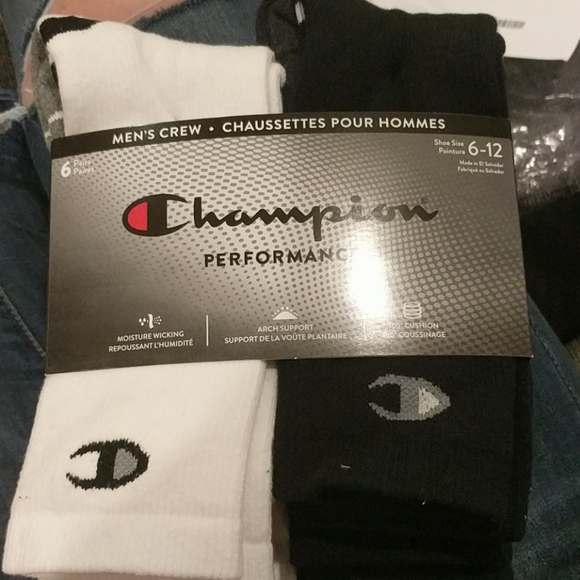 MEN'S CREW • CHAUSSETTES POUR HOMMES
6 Pairs
Paires
Shoe Size
Pointure 6-12
Made in El Salvador
Fabriqué au Salvador
Champion
PERFORMANC
MOISTURE WICKING
REPOUSSANT L'HUMIDITÉ
ARCH SUPPORT
SUPPORT DE LA VOÛTE PLANTAIRE
CUSHION
COUSSINAGE